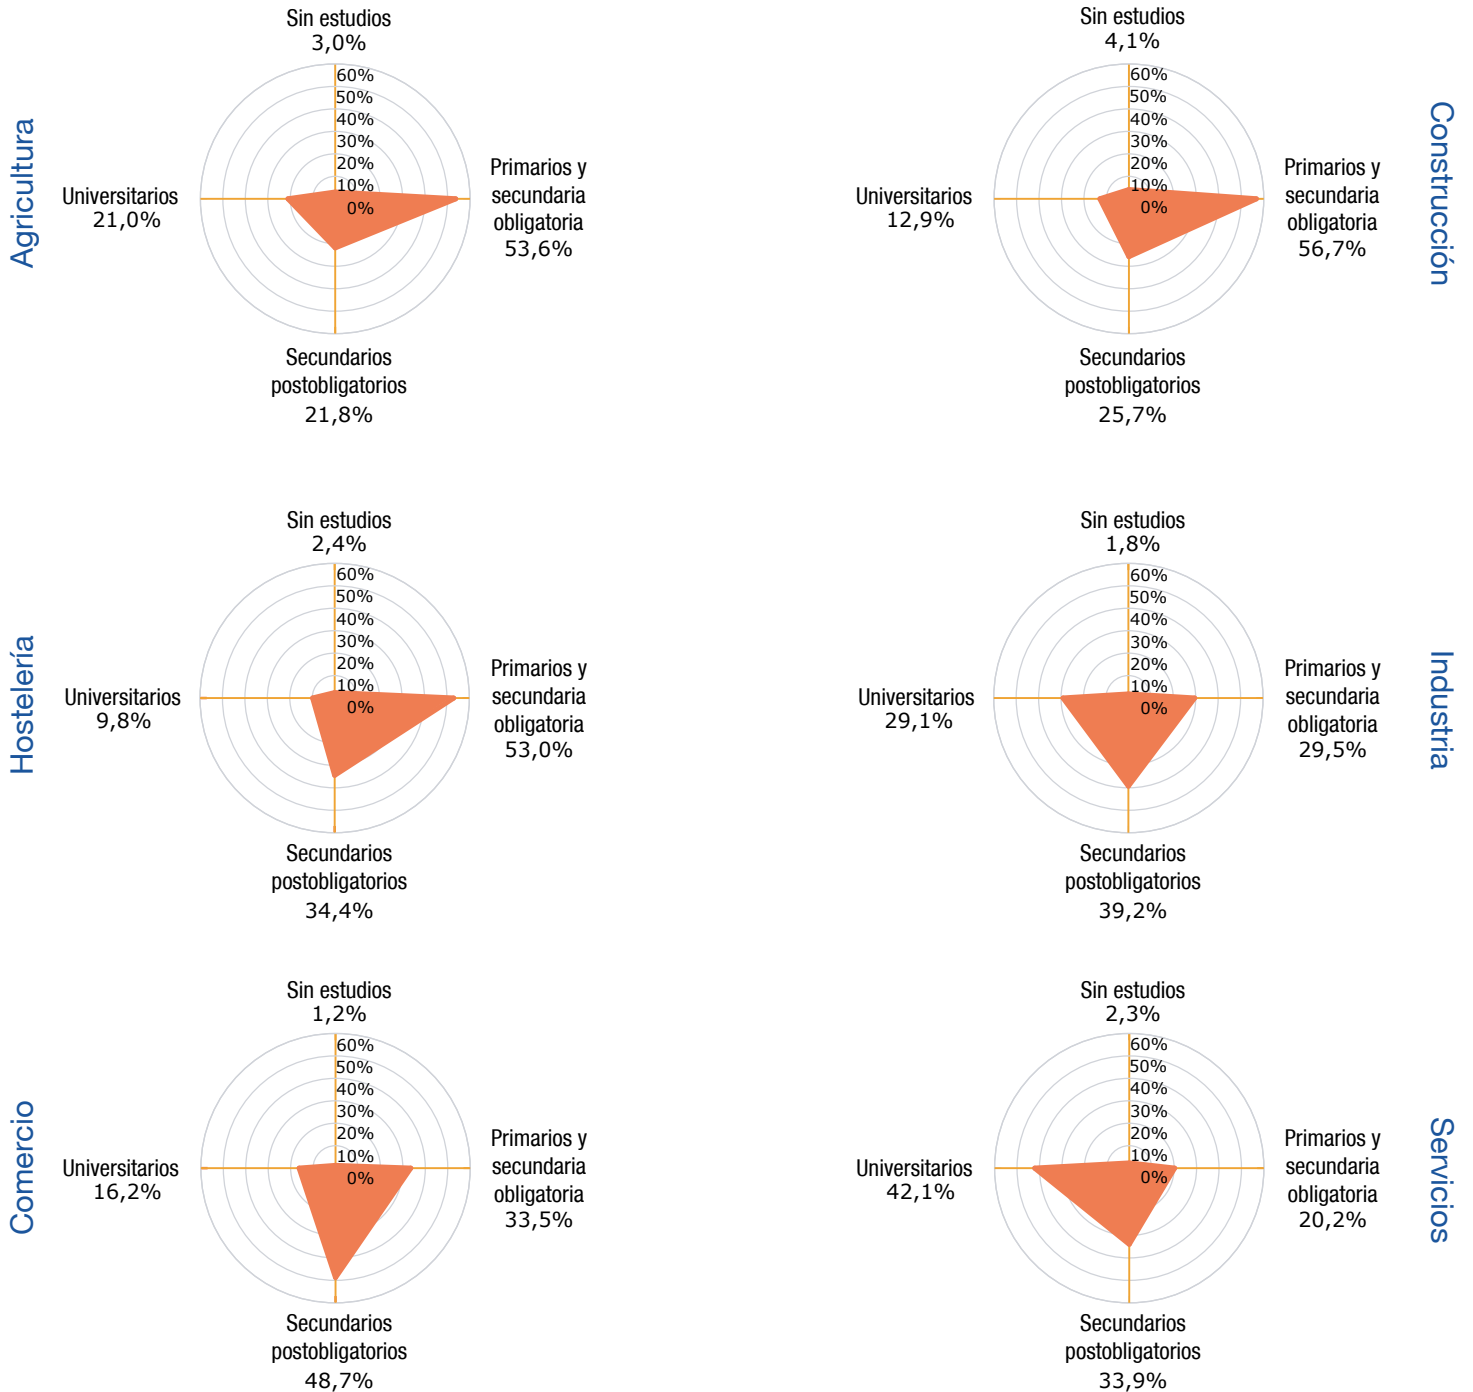 Agricultura
Sin estudios
3,0%
60%
50%
40%
30%
20%
10%
0%
Universitarios
21,0%
Primarios y
secundaria
obligatoria
53,6%
Secundarios
postobligatorios
21,8%
Construcción
Sin estudios
4,1%
60%
50%
40%
30%
20%
10%
0%
Universitarios
12,9%
Primarios y
secundaria
obligatoria
56,7%
Secundarios
postobligatorios
25,7%
Hostelería
Sin estudios
2,4%
60%
50%
40%
30%
20%
10%
0%
Universitarios
9,8%
Primarios y
secundaria
obligatoria
53,0%
Secundarios
postobligatorios
34,4%
Industria
Sin estudios
1,8%
60%
50%
40%
30%
20%
10%
0%
Universitarios
29,1%
Primarios y
secundaria
obligatoria
29,5%
Secundarios
postobligatorios
39,2%
Comercio
Sin estudios
1,2%
60%
50%
40%
30%
20%
10%
0%
Universitarios
16,2%
Primarios y
secundaria
obligatoria
33,5%
Secundarios
postobligatorios
48,7%
Servicios
Sin estudios
2,3%
60%
50%
40%
30%
20%
10%
0%
Universitarios
42,1%
Primarios y
secundaria
obligatoria
20,2%
Secundarios
postobligatorios
33,9%